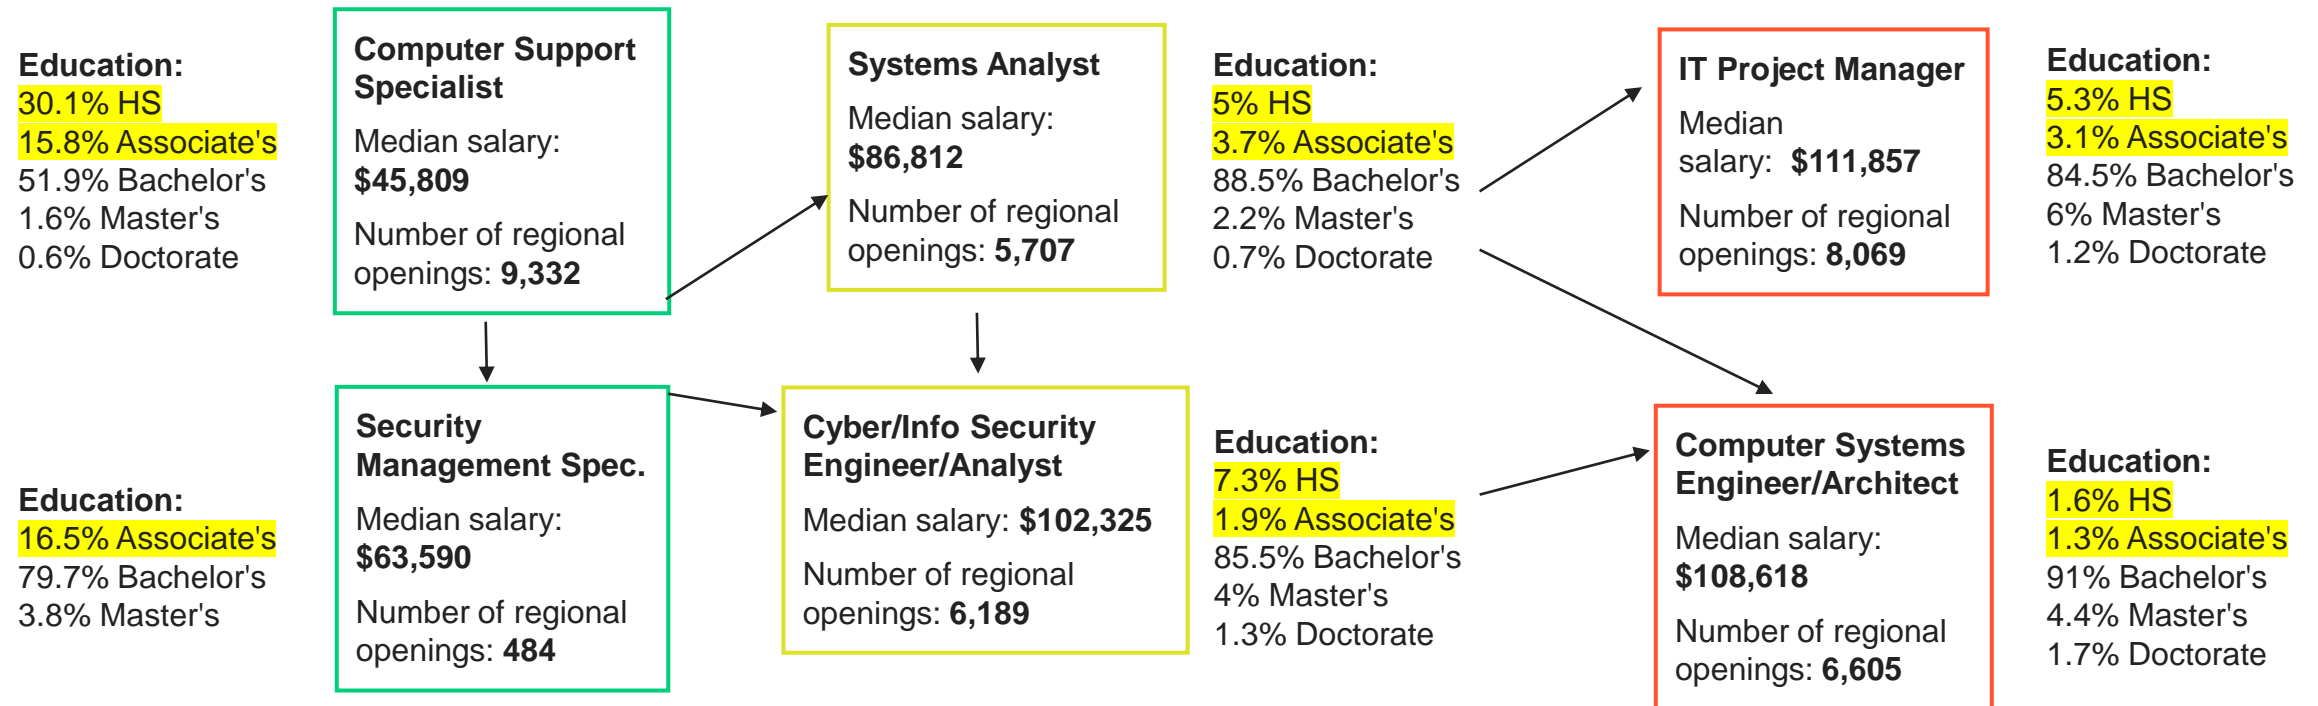 Education:
30.1% HS
15.8% Associate's
51.9% Bachelor's
1.6% Master's
0.6% Doctorate
Computer Support
Specialist
Median salary:
$45,809
Number of regional
openings: 9,332
Systems Analyst
Median salary:
$86,812
Number of regional
openings: 5,707
Education:
5% HS
3.7% Associate's
88.5% Bachelor's
2.2% Master's
0.7% Doctorate
IT Project Manager
Median
salary: $111,857
Number of regional
openings: 8,069
Education:
5.3% HS
3.1% Associate's
84.5% Bachelor's
6% Master's
1.2% Doctorate
Education:
16.5% Associate's
79.7% Bachelor's
3.8% Master's
Security
Management Spec.
Median salary:
$63,590
Number of regional
openings: 484
Cyber/Info Security
Engineer/Analyst
Median salary: $102,325
Number of regional
openings: 6,189
Education:
7.3% HS
1.9% Associate's
85.5% Bachelor's
4% Master's
1.3% Doctorate
Computer Systems
Engineer/Architect
Median salary:
$108,618
Number of regional
openings: 6,605
Education:
1.6% HS
1.3% Associate's
91% Bachelor's
4.4% Master's
1.7% Doctorate